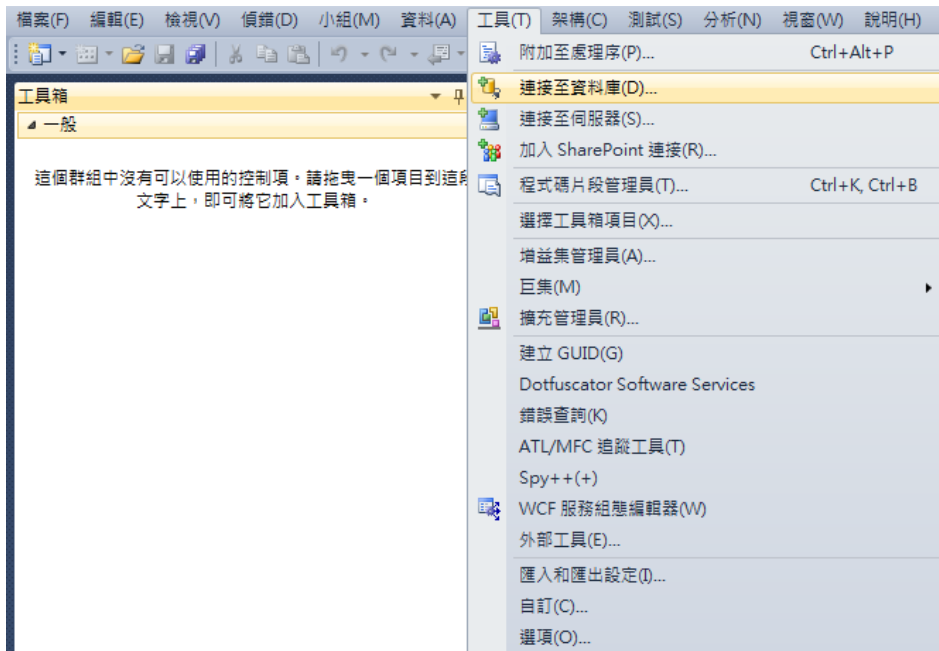 檔案(F) 編輯(E) 檢視(V) 偵錯(D) 小組(M) 資料(A) 工具(T) 架構(C) 測試(S) 分析(N) 視窗(W) 說明(H)
工具箱
一般
這個群組中沒有可以使用的控制項。請拖曳一個項目到這段
文字上，即可將它加入工具箱。
附加至處理序(P)... Ctrl+Alt+P
連接至資料庫(D)...
連接至伺服器(S)...
加入 SharePoint 連接(R)...
程式碼片段管理員(T)... Ctrl+K, Ctrl+B
選擇工具箱項目(X)...
增益集管理員(A)...
巨集(M)
擴充管理員(R)...
建立 GUID(G)
Dotfuscator Software Services
錯誤查詢(K)
ATL/MFC 追蹤工具(T)
Spy++(+)
WCF 服務組態編輯器(W)
外部工具(E)...
匯入和匯出設定(I)...
自訂(C)...
選項(O)...